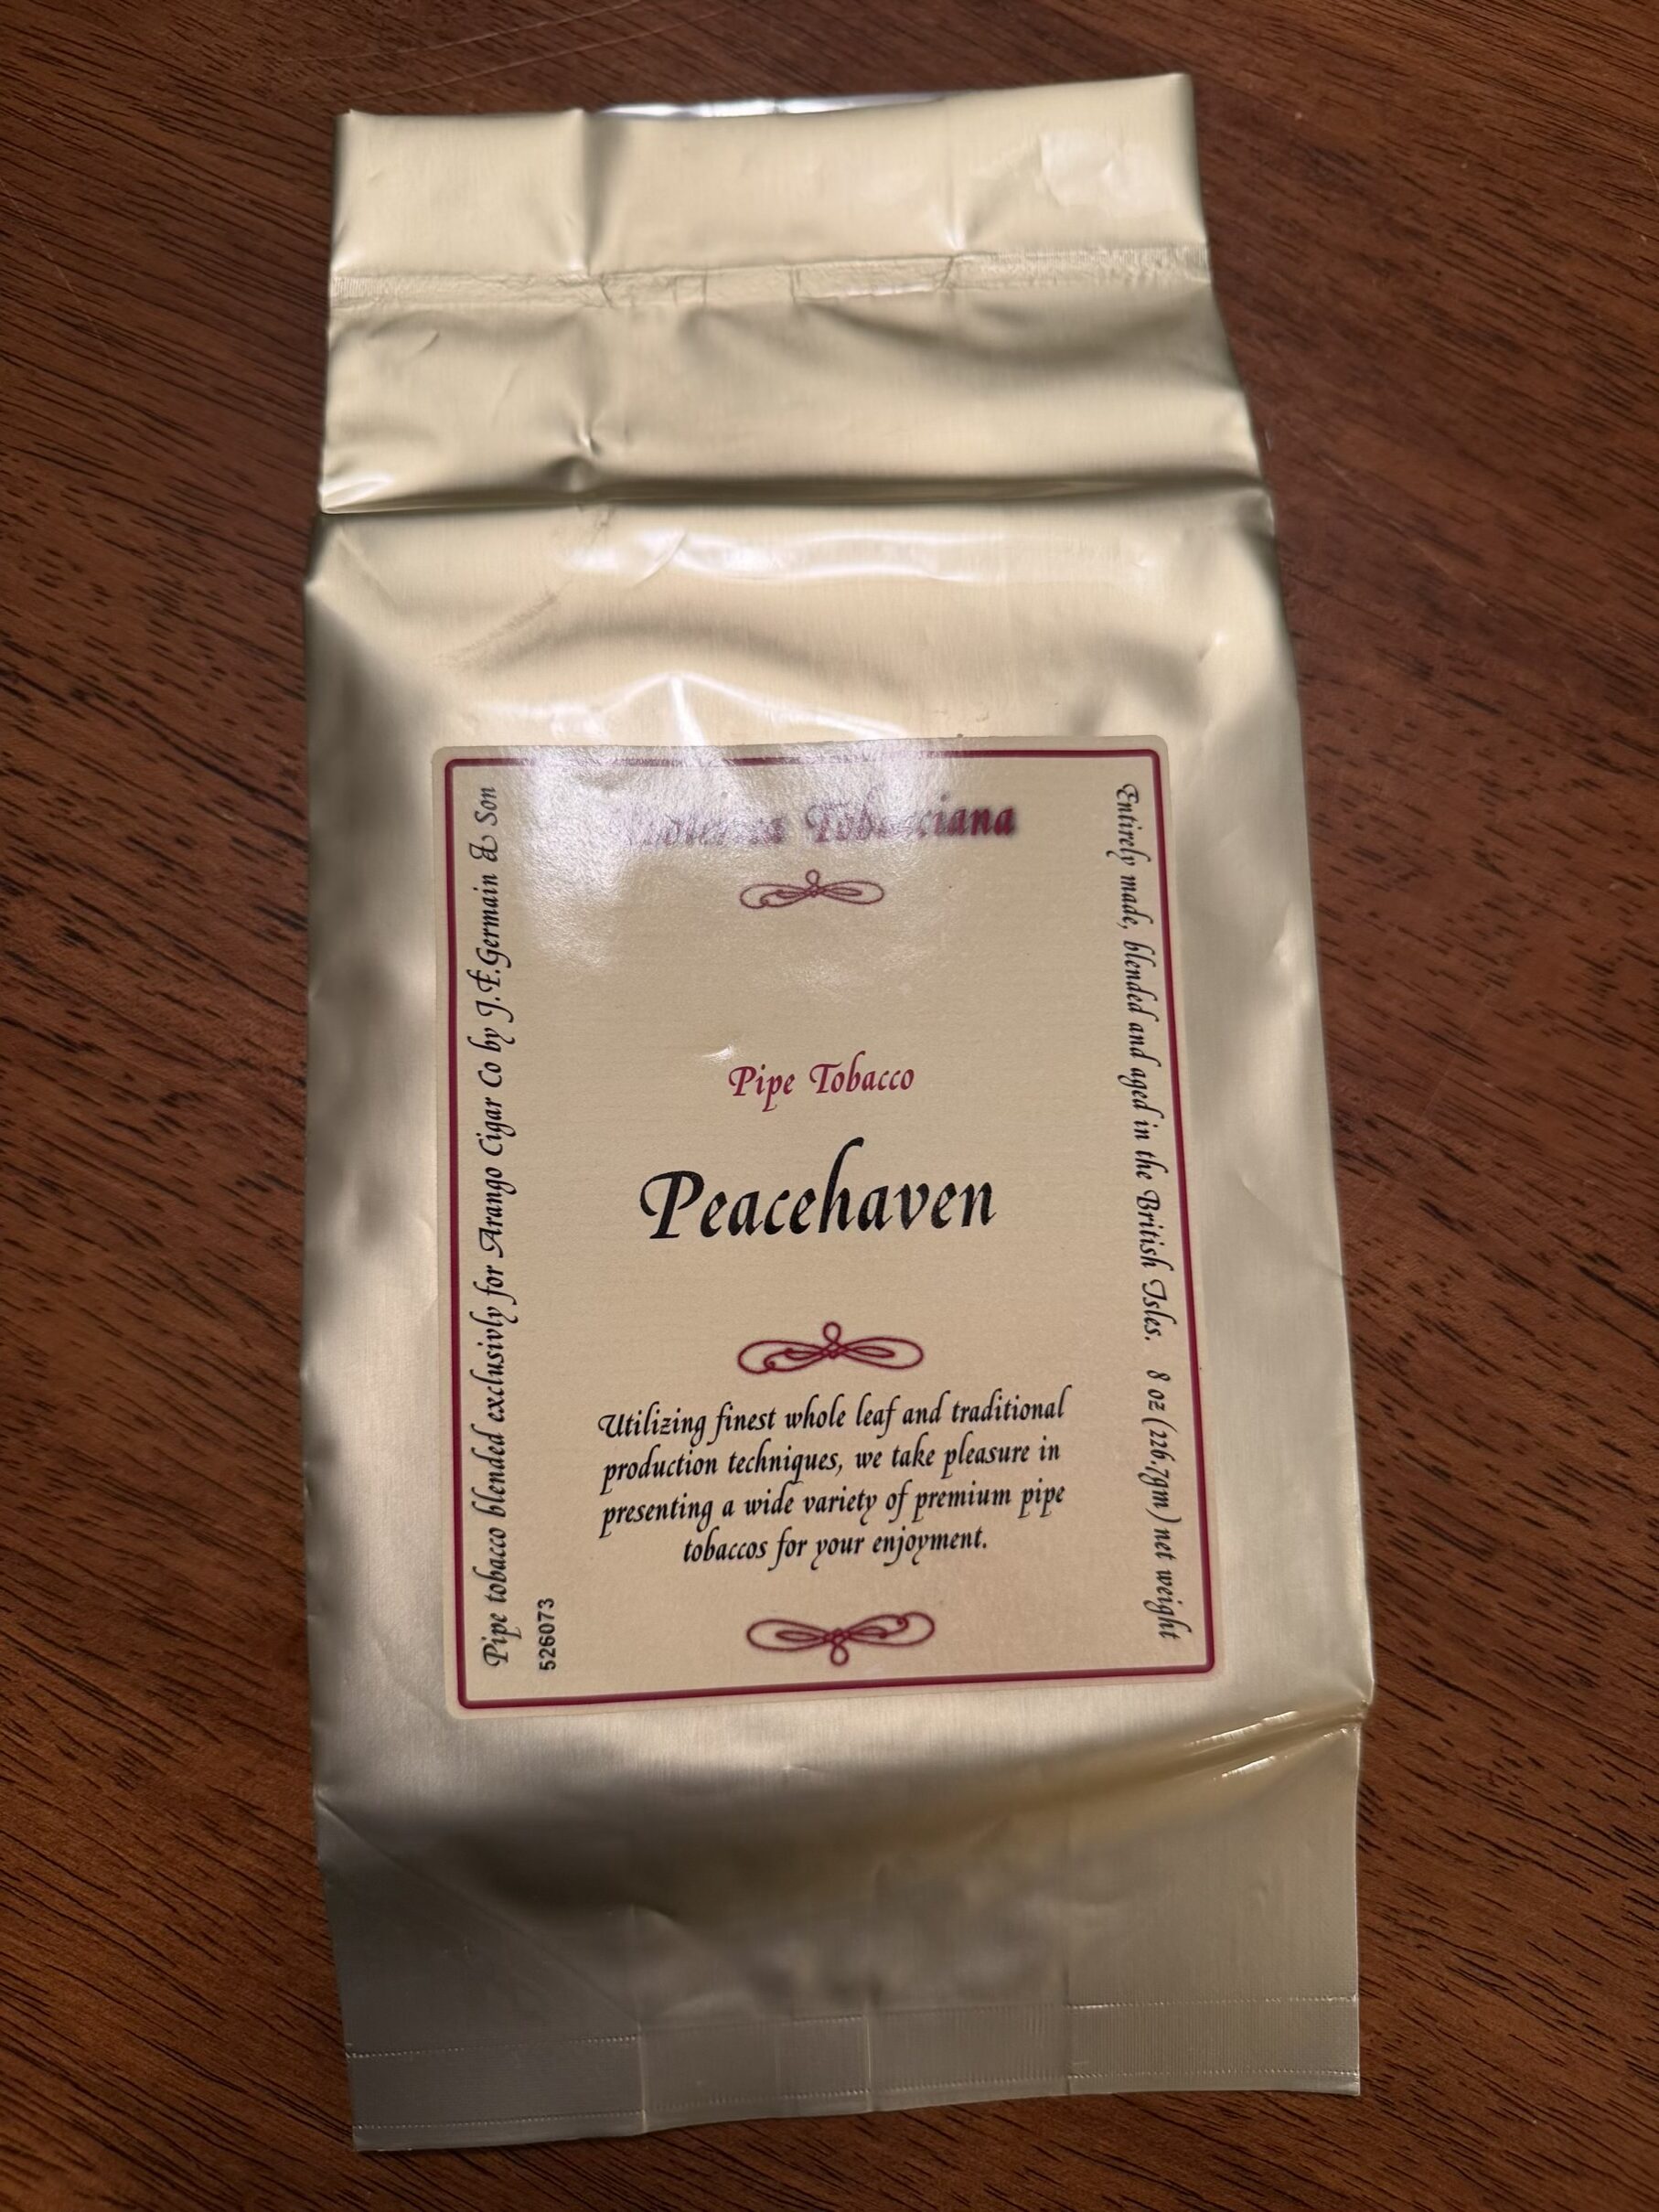 Esoterica Tobacciana
Pipe Tobacco
Peacehaven
Utilizing finest whole leaf and traditional
production techniques, we take pleasure in
presenting a wide variety of premium pipe
tobaccos for your enjoyment.
Pipe tobacco blended exclusivly for Arango Cigar Co by J.F.Germain & Son
526073
Entirely made, blended and aged in the British Isles. 8 oz (226,7gm) net weight